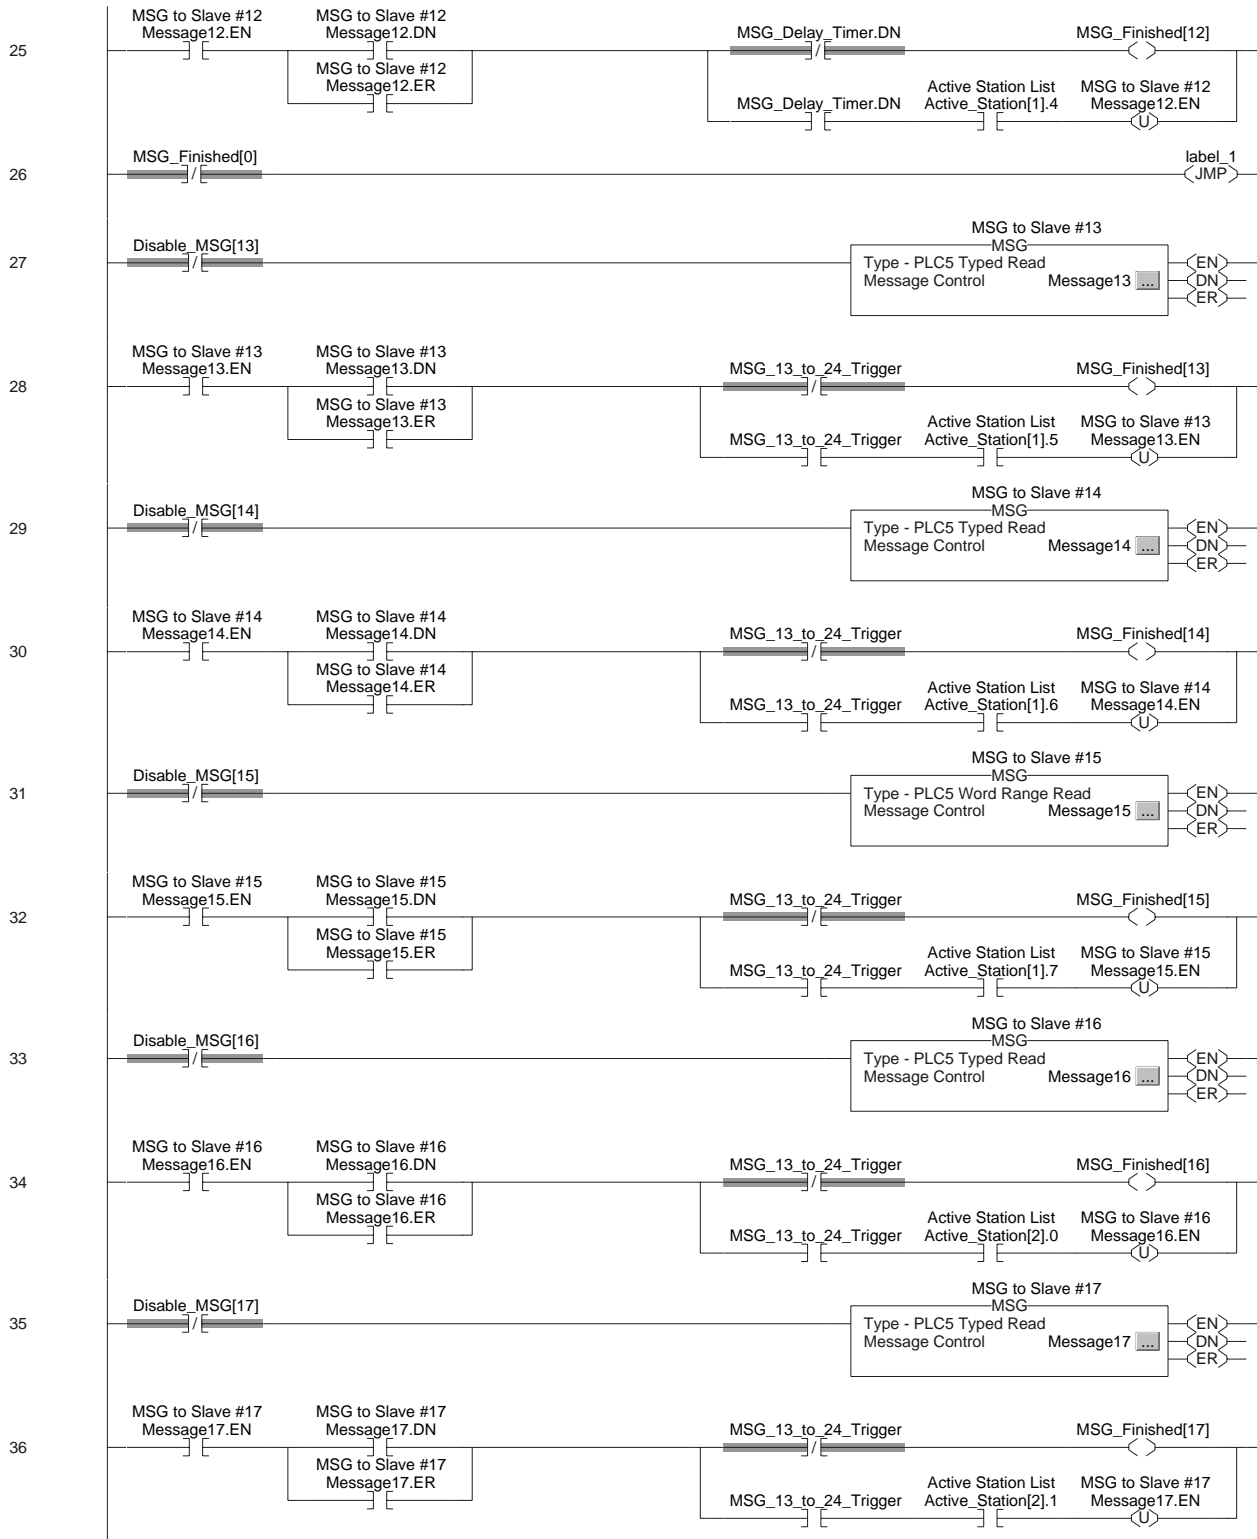 MSG to Slave #12 MSG to Slave #12
Message12.EN Message12.DN MSG_Delay_Timer.DN MSG_Finished[12]
25 / 
MSG to Slave #12
Message12.ER Active Station List MSG to Slave #12
MSG_Delay_Timer.DN Active_Station[1].4 Message12.EN
U
MSG_Finished[0] label_1
26 / JMP
MSG to Slave #13
Disable_MSG[13] MSG
27 / Type - PLC5 Typed Read EN
Message Control Message13 ... DN
ER
MSG to Slave #13 MSG to Slave #13
Message13.EN Message13.DN MSG_13_to_24_Trigger MSG_Finished[13]
28 /
MSG to Slave #13
Message13.ER Active Station List MSG to Slave #13
MSG_13_to_24_Trigger Active_Station[1].5 Message13.EN
U
MSG to Slave #14
Disable_MSG[14] MSG
29 / Type - PLC5 Typed Read EN
Message Control Message14 ... DN
ER
MSG to Slave #14 MSG to Slave #14
Message14.EN Message14.DN MSG_13_to_24_Trigger MSG_Finished[14]
30 /
MSG to Slave #14
Message14.ER Active Station List MSG to Slave #14
MSG_13_to_24_Trigger Active_Station[1].6 Message14.EN
U
MSG to Slave #15
Disable_MSG[15] MSG
31 / Type - PLC5 Word Range Read EN
Message Control Message15 ... DN
ER
MSG to Slave #15 MSG to Slave #15
Message15.EN Message15.DN MSG_13_to_24_Trigger MSG_Finished[15]
32 /
MSG to Slave #15
Message15.ER Active Station List MSG to Slave #15
MSG_13_to_24_Trigger Active_Station[1].7 Message15.EN
U
MSG to Slave #16
Disable_MSG[16] MSG
33 / Type - PLC5 Typed Read EN
Message Control Message16 ... DN
ER
MSG to Slave #16 MSG to Slave #16
Message16.EN Message16.DN MSG_13_to_24_Trigger MSG_Finished[16]
34 /
MSG to Slave #16
Message16.ER Active Station List MSG to Slave #16
MSG_13_to_24_Trigger Active_Station[2].0 Message16.EN
U
MSG to Slave #17
Disable_MSG[17] MSG
35 / Type - PLC5 Typed Read EN
Message Control Message17 ... DN
ER
MSG to Slave #17 MSG to Slave #17
Message17.EN Message17.DN MSG_13_to_24_Trigger MSG_Finished[17]
36 /
MSG to Slave #17
Message17.ER Active Station List MSG to Slave #17
MSG_13_to_24_Trigger Active_Station[2].1 Message17.EN
U